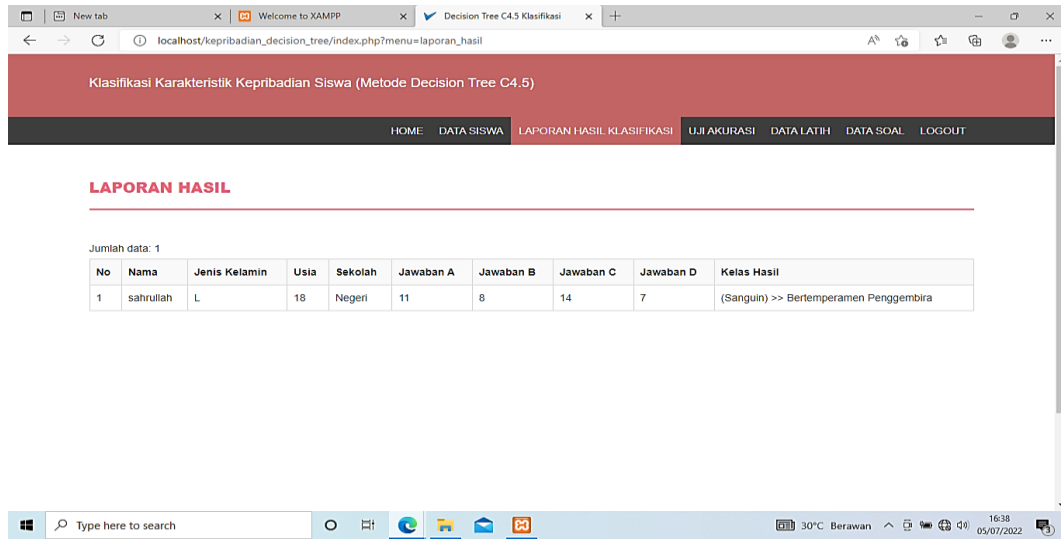 New tab
Welcome to XAMPP
Decision Tree C4.5 Klasifikasi
localhost/kepribadian_decision_tree/index.php?menu=laporan_hasil
Klasifikasi Karakteristik Kepribadian Siswa (Metode Decision Tree C4.5)
HOME DATA SISWA LAPORAN HASIL KLASIFIKASI UJI AKURASI DATA LATIH DATA SOAL LOGOUT
LAPORAN HASIL
Jumlah data: 1
No Nama Jenis Kelamin Usia Sekolah Jawaban A Jawaban B Jawaban C Jawaban D Kelas Hasil
1 sahrullah L 18 Negeri 11 8 14 7 (Sanguin) >> Bertemperamen Penggembira
Type here to search
30°C Berawan
16:38
05/07/2022
3